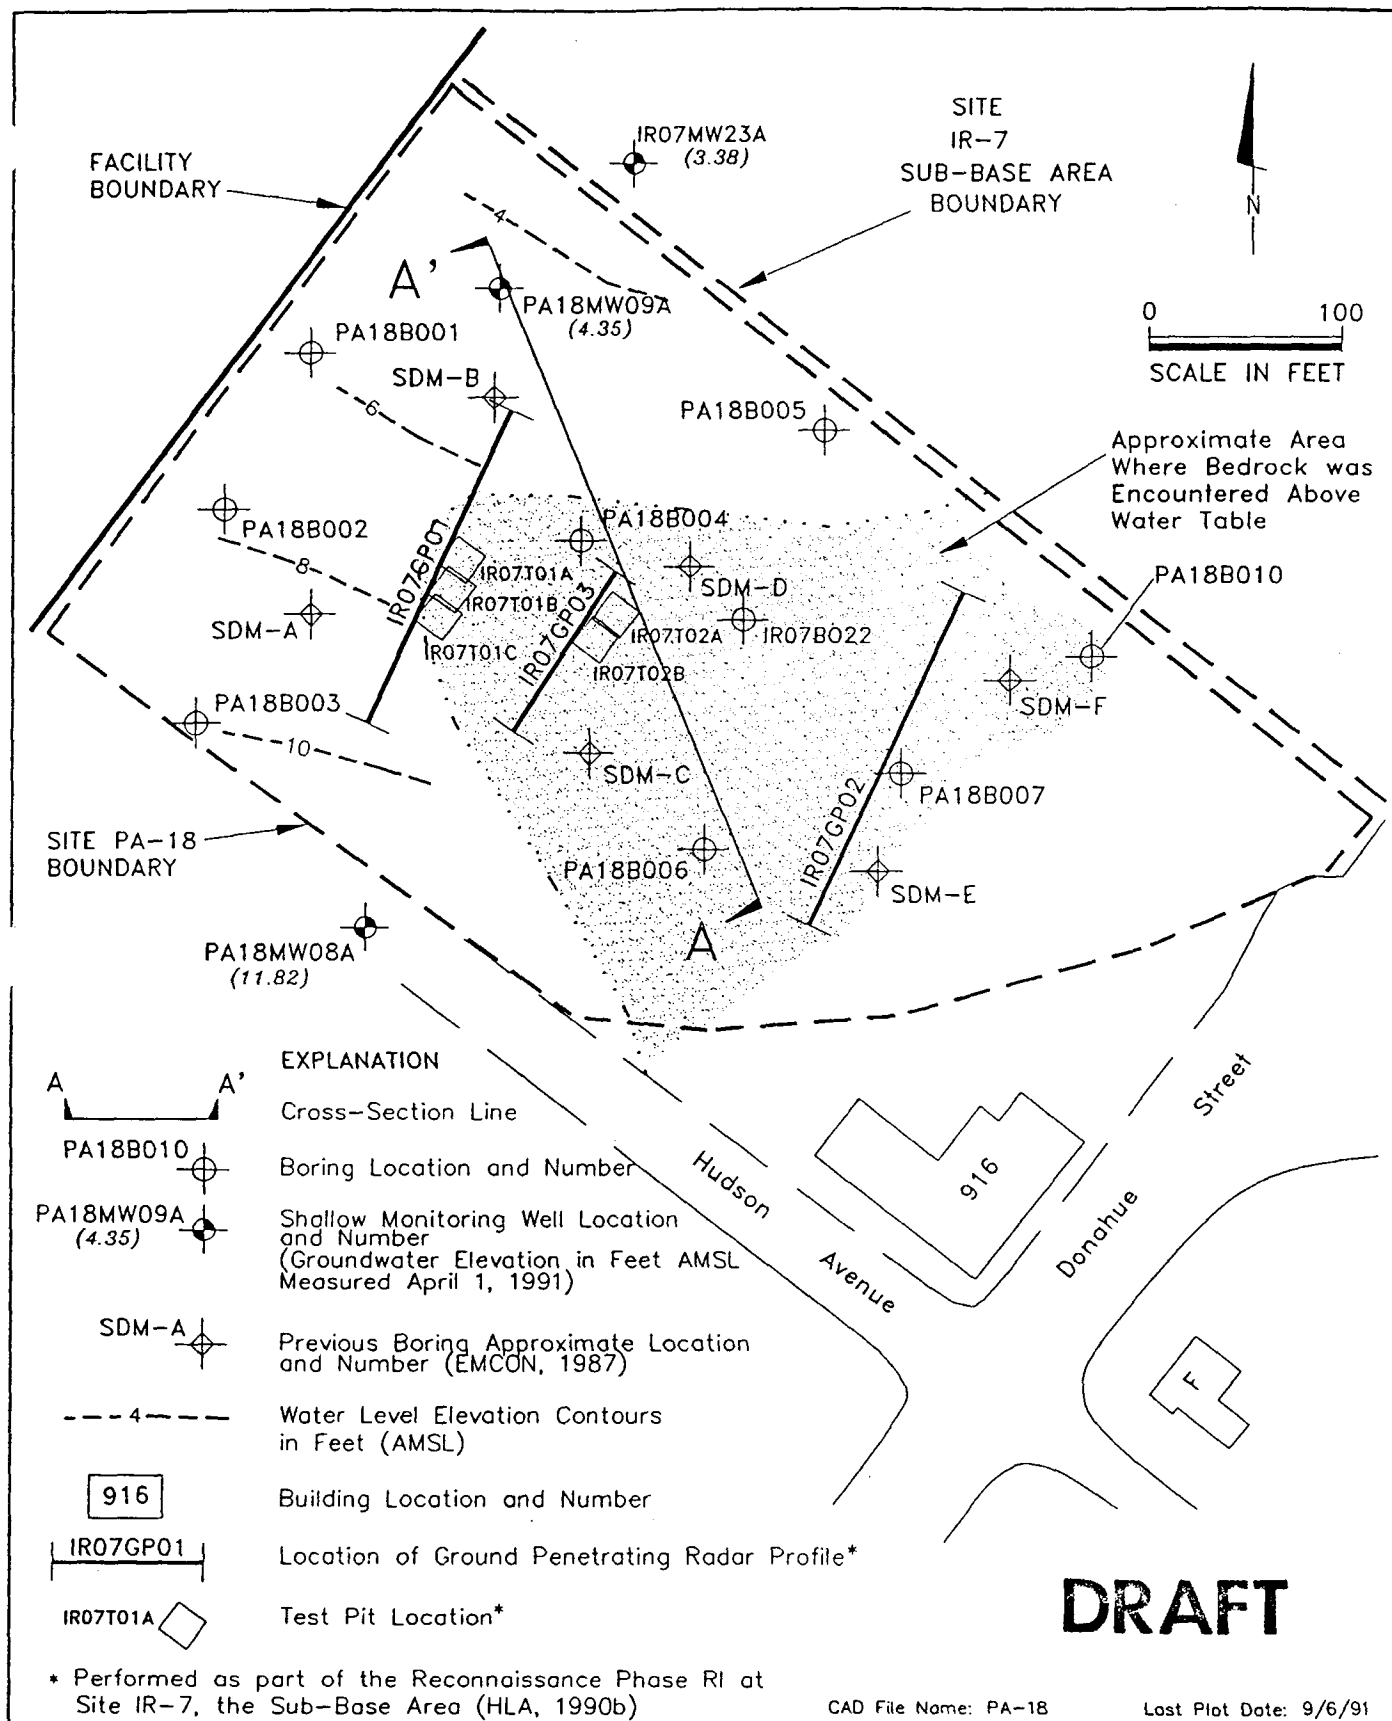 SITE
IR-7
SUB-BASE AREA
BOUNDARY
IR07MW23A
(3.38)
FACILITY
BOUNDARY
N
4
A'
PA18MW09A
(4.35)
0 100
SCALE IN FEET
PA18B001
SDM-B
PA18B005
6
Approximate Area
Where Bedrock was
Encountered Above
Water Table
PA18B002
PA18B004
IR07GP01
8
IR07T01A
SDM-D
PA18B010
IR07T01B
SDM-A
IR07GP03
IR07T02A
IR07B022
IR07T01C
IR07T02B
SDM-F
PA18B003
10
SDM-C
PA18B007
IR07GP02
SITE PA-18
BOUNDARY
PA18B006
SDM-E
A
PA18MW08A
(11.82)
EXPLANATION
A A'
Cross-Section Line
PA18B010
Boring Location and Number
PA18MW09A
(4.35)
Shallow Monitoring Well Location
and Number
(Groundwater Elevation in Feet AMSL
Measured April 1, 1991)
SDM-A
Previous Boring Approximate Location
and Number (EMCON, 1987)
4
Water Level Elevation Contours
in Feet (AMSL)
916
Building Location and Number
IR07GP01
Location of Ground Penetrating Radar Profile*
IR07T01A
Test Pit Location*
* Performed as part of the Reconnaissance Phase RI at
Site IR-7, the Sub-Base Area (HLA, 1990b)
Hudson
Avenue
916
Donahue
Street
F
DRAFT
CAD File Name: PA-18
Last Plot Date: 9/6/91